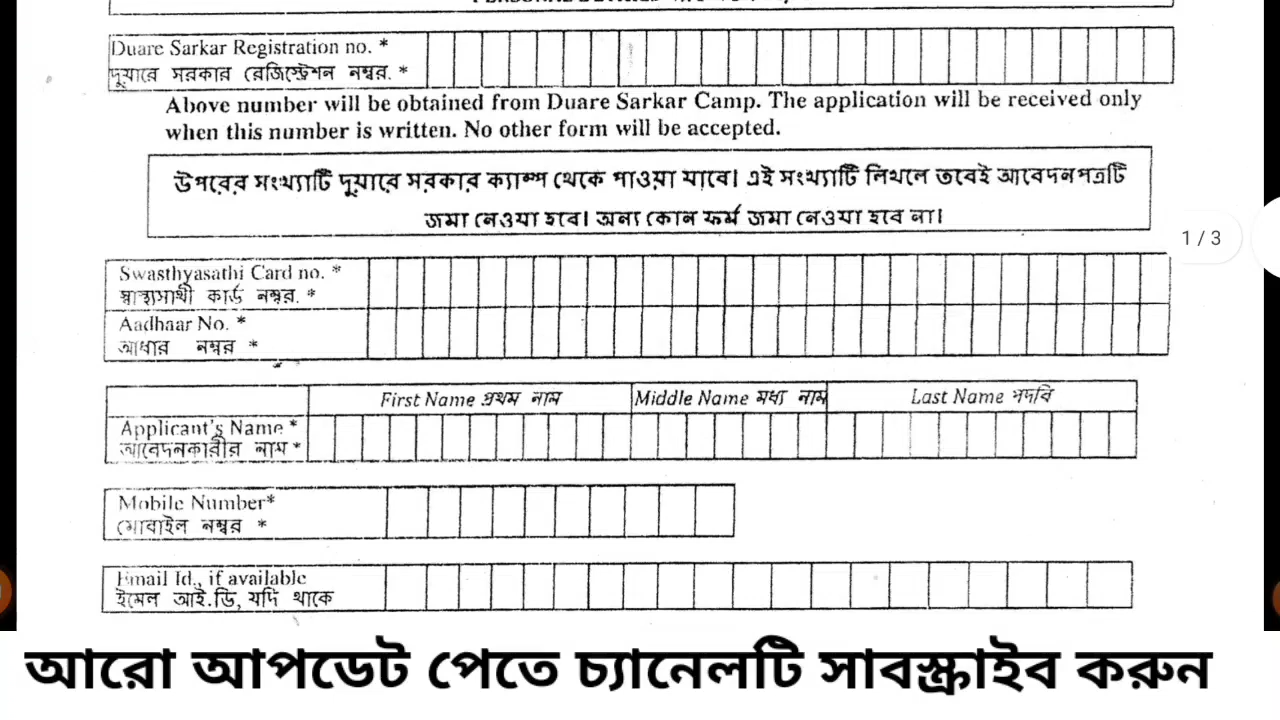 Duare Sarkar Registration no. *
দুয়ারে সরকার রেজিস্ট্রেশন নম্বর. *
Above number will be obtained from Duare Sarkar Camp. The application will be received only
when this number is written. No other form will be accepted.
উপরের সংখ্যাটি দুয়ারে সরকার ক্যাম্প থেকে পাওয়া যাবে। এই সংখ্যাটি লিখলে তবেই আবেদনপত্রটি
জমা নেওয়া হবে। অন্য কোন ফর্ম জমা নেওয়া হবে না।
1 / 3
Swasthyasathi Card no. *
স্বাস্থ্যসাথী কার্ড নম্বর. *
Aadhaar No. *
আধার নম্বর *
First Name প্রথম নাম Middle Name মধ্য নাম Last Name পদবি
Applicant's Name *
আবেদনকারীর নাম *
Mobile Number*
মোবাইল নম্বর *
Email Id., if available
ইমেল আই.ডি, যদি থাকে
আরো আপডেট পেতে চ্যানেলটি সাবস্ক্রাইব করুন